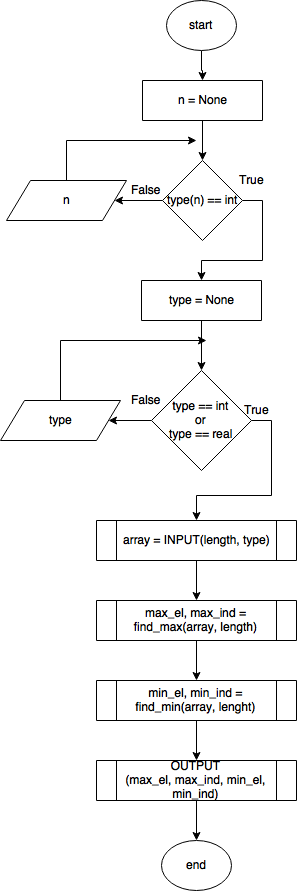 start
n = None
False
True
type(n) == int
n
type = None
False
True
type == int
or
type == real
type
array = INPUT(length, type)
max_el, max_ind =
find_max(array, length)
min_el, min_ind =
find_min(array, lenght)
OUTPUT
(max_el, max_ind, min_el,
min_ind)
end